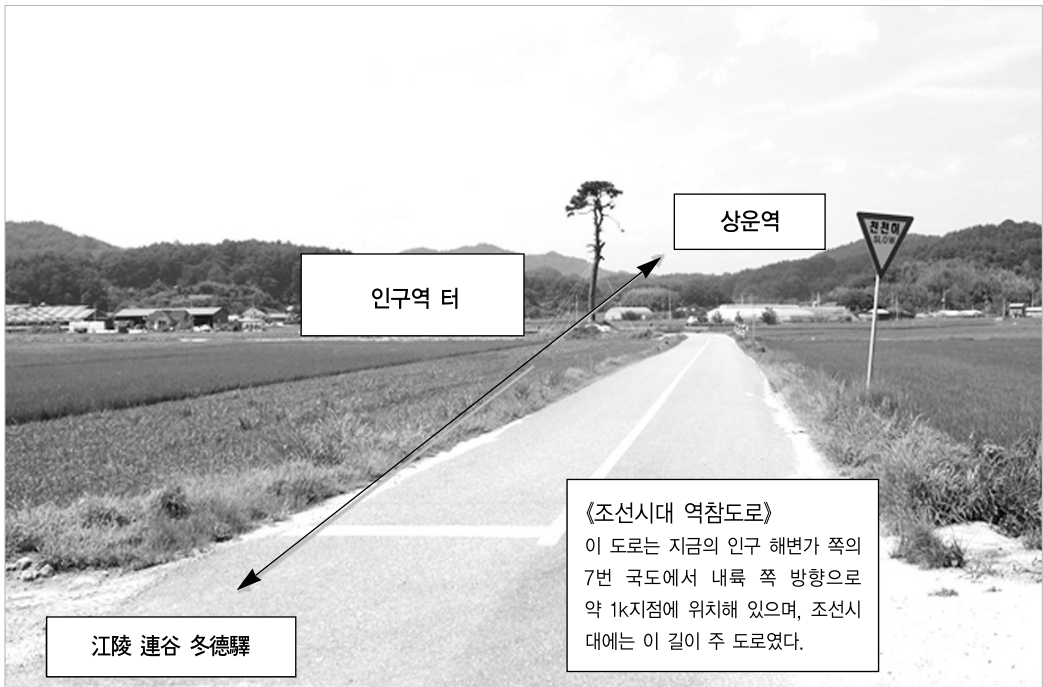 상운역
천천히
SLOW
인구역 터
《조선시대 역참도로》
이 도로는 지금의 인구 해변가 쪽의
7번 국도에서 내륙 쪽 방향으로
약 1k지점에 위치해 있으며, 조선시
대에는 이 길이 주 도로였다.
江陵 連谷 冬德驛